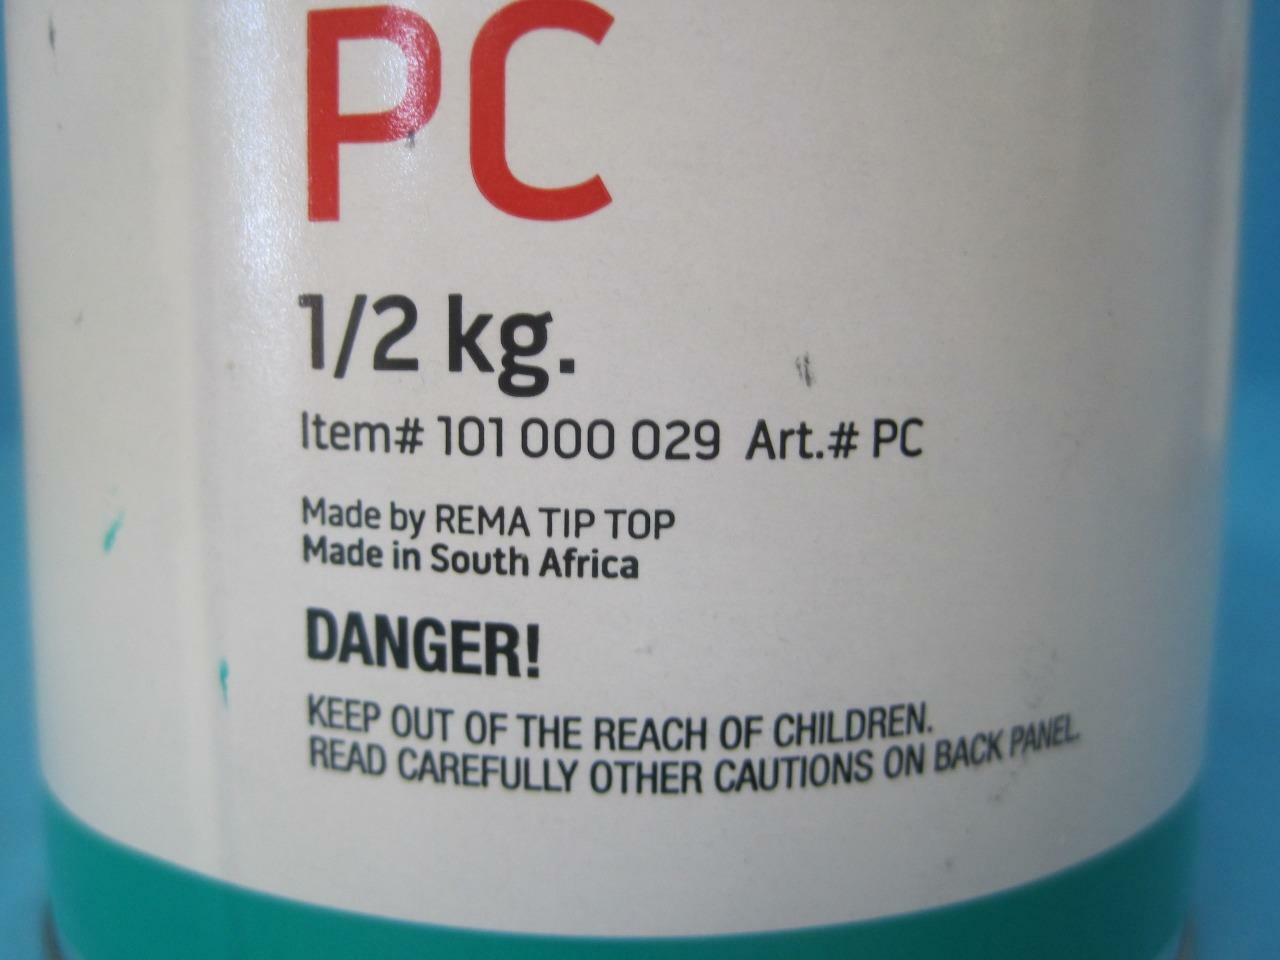 PC
1/2 kg.
Item# 101 000 029 Art.# PC
Made by REMA TIP TOP
Made in South Africa
DANGER!
KEEP OUT OF THE REACH OF CHILDREN.
READ CAREFULLY OTHER CAUTIONS ON BACK PANEL.